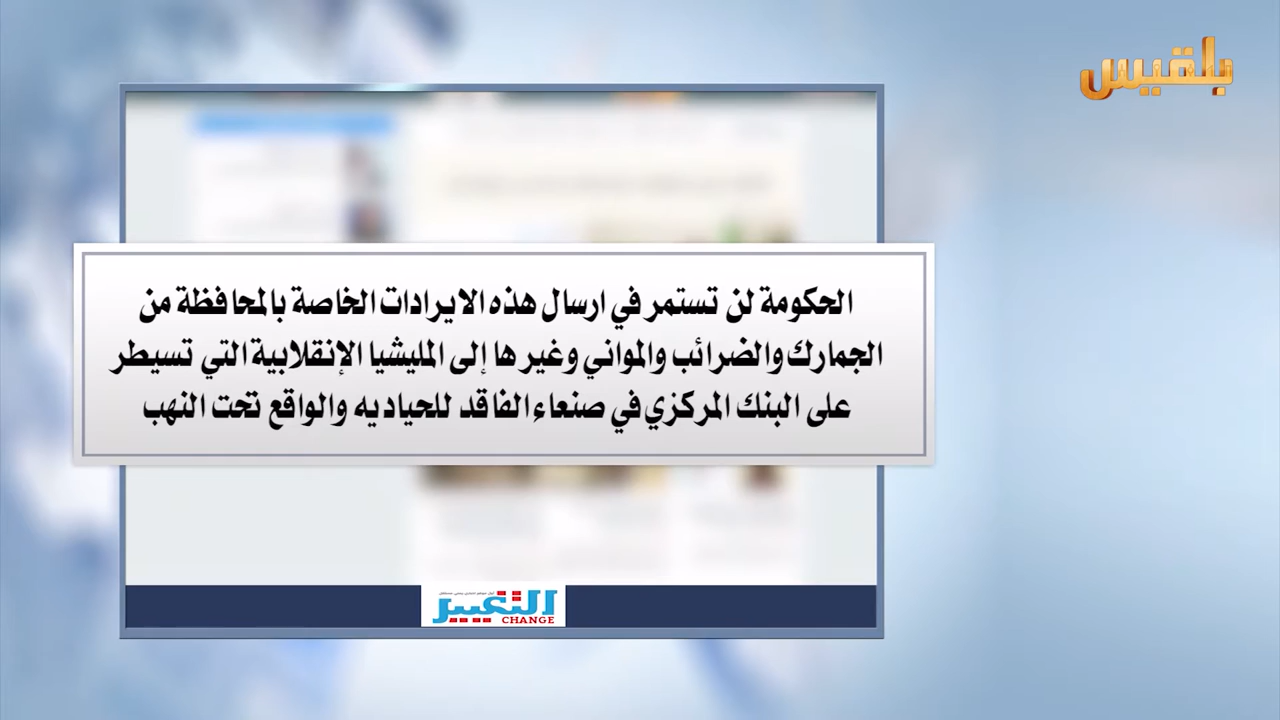 بلقيس
الحكومة لن تستمر في ارسال هذه الايرادات الخاصة بالمحافظة من
الجمارك والضرائب والمواني وغيرها إلى المليشيا الإنقلابية التي تسيطر
على البنك المركزي في صنعاء الفاقد للحياديه والواقع تحت النهب
التغيير
CHANGE